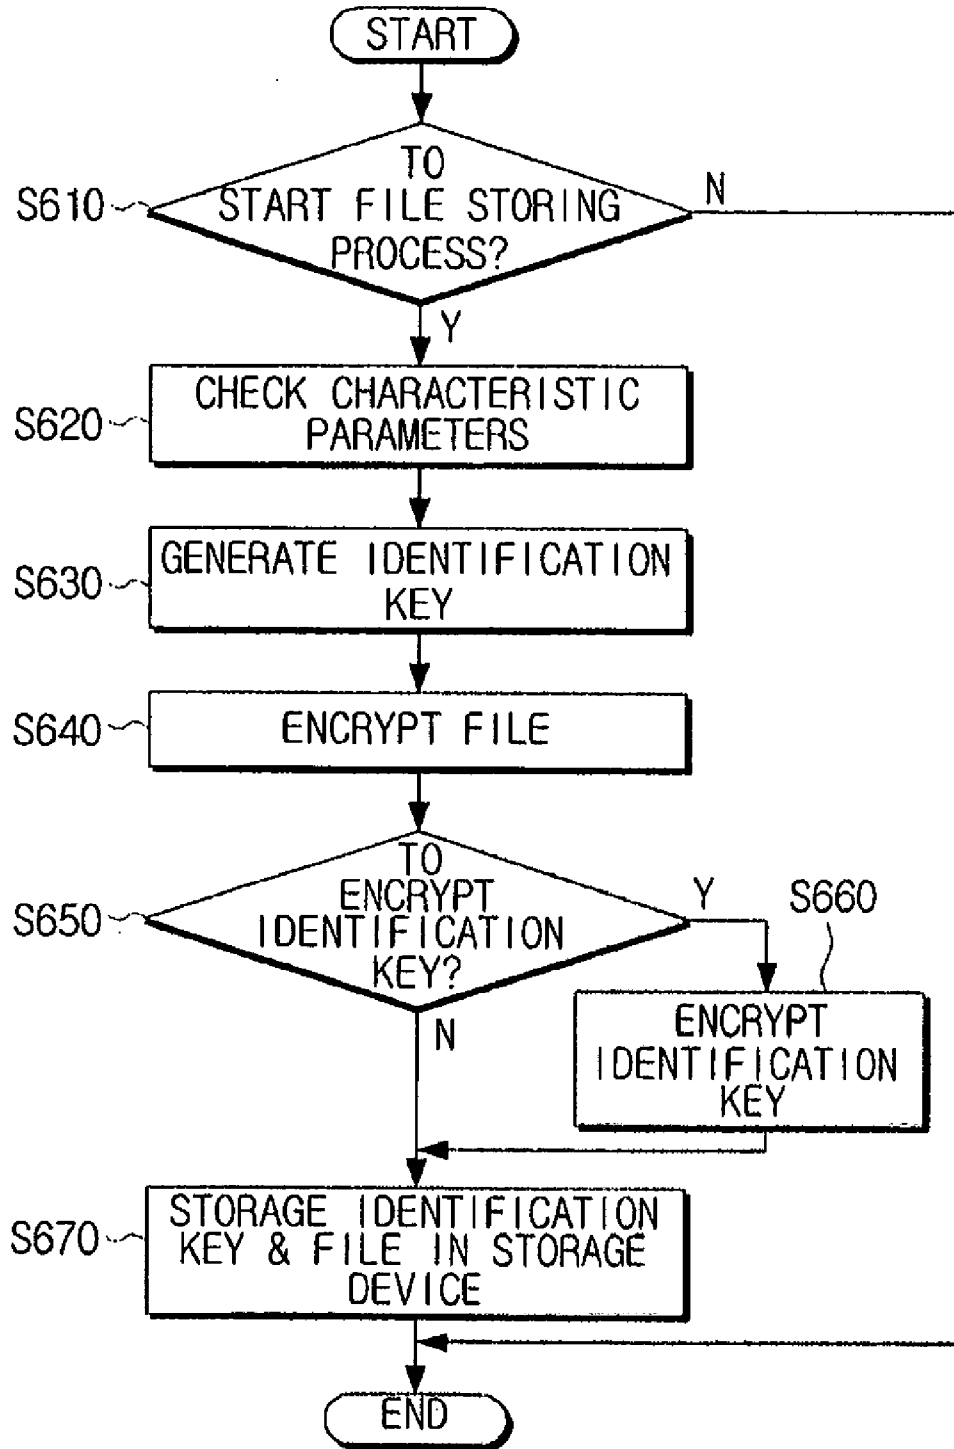 START
TO
START FILE STORING
PROCESS?
S610
N
Y
CHECK CHARACTERISTIC
PARAMETERS
S620
GENERATE IDENTIFICATION
KEY
S630
ENCRYPT FILE
S640
TO
ENCRYPT
IDENTIFICATION
KEY?
S650
Y
S660
N
ENCRYPT
IDENTIFICATION
KEY
STORAGE IDENTIFICATION
KEY & FILE IN STORAGE
DEVICE
S670
END